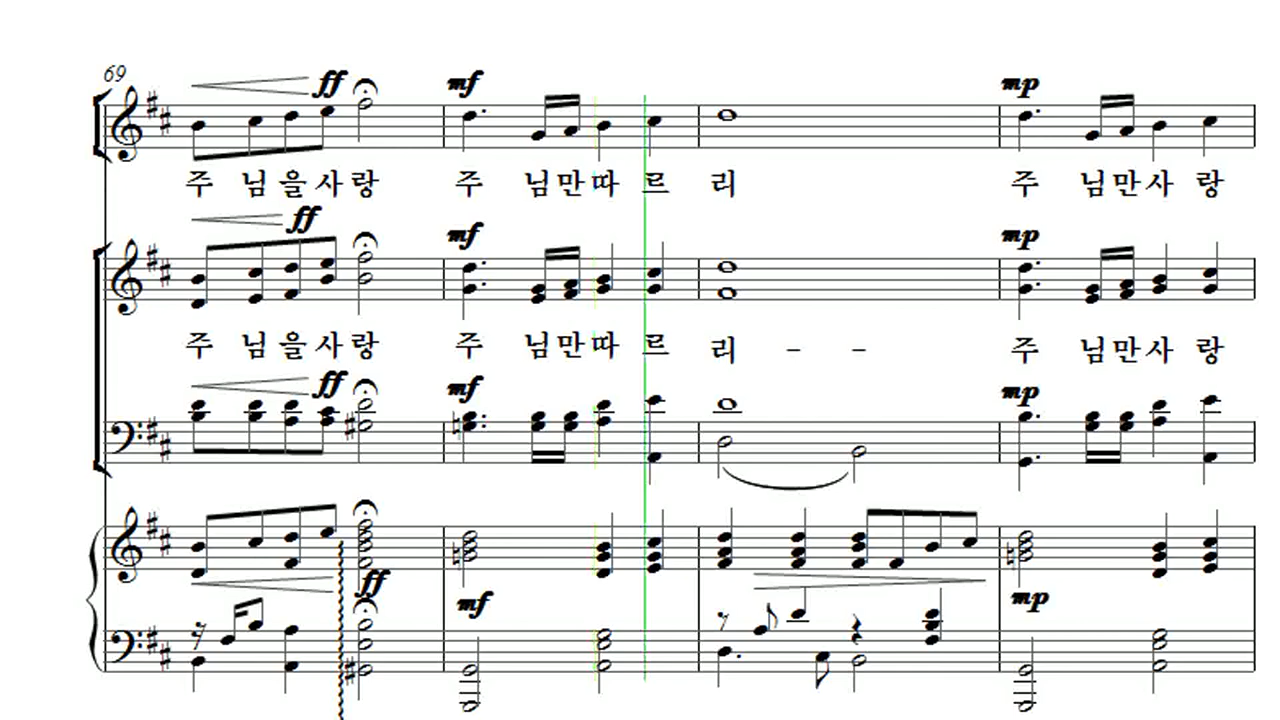 69
ff
mf
mp
주 님을사랑 주 님만따 르 리 주 님만사 랑
ff
mf
mp
주 님을사랑 주 님만따 르 리 - - 주 님만사 랑
ff
mf
mp
ff
mf
mp